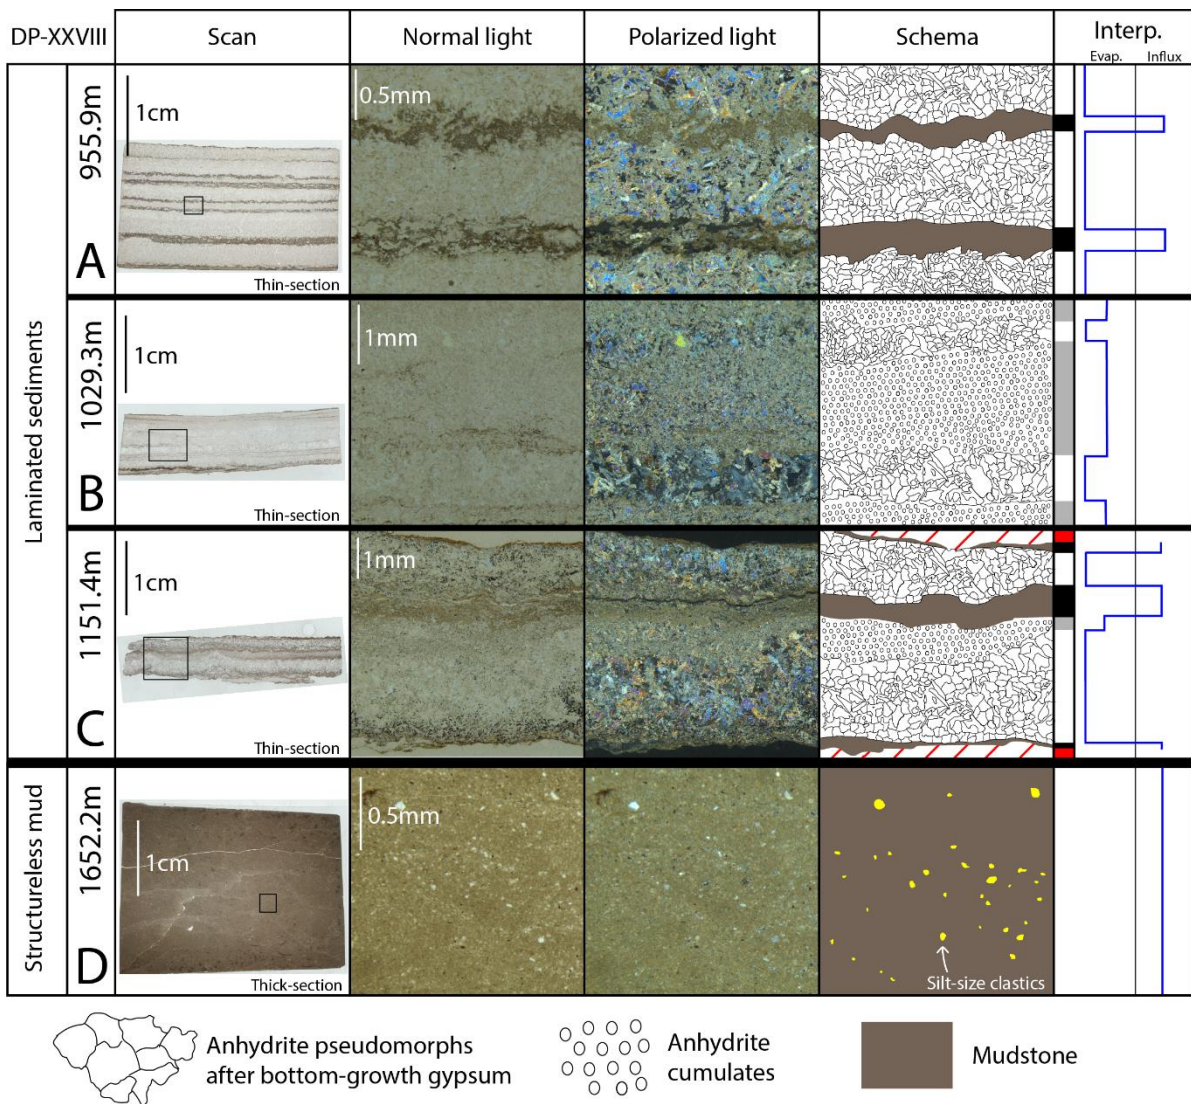 DP-XXVIII
Scan
Normal light
Polarized light
Schema
Interp.
Evap.
Influx
Laminated sediments
955.9m
A
1cm
Thin-section
0.5mm
1029.3m
B
1cm
Thin-section
1mm
1151.4m
C
1cm
Thin-section
1mm
Structureless mud
1652.2m
D
1cm
Thick-section
0.5mm
Silt-size clastics
Anhydrite pseudomorphs
after bottom-growth gypsum
Anhydrite
cumulates
Mudstone